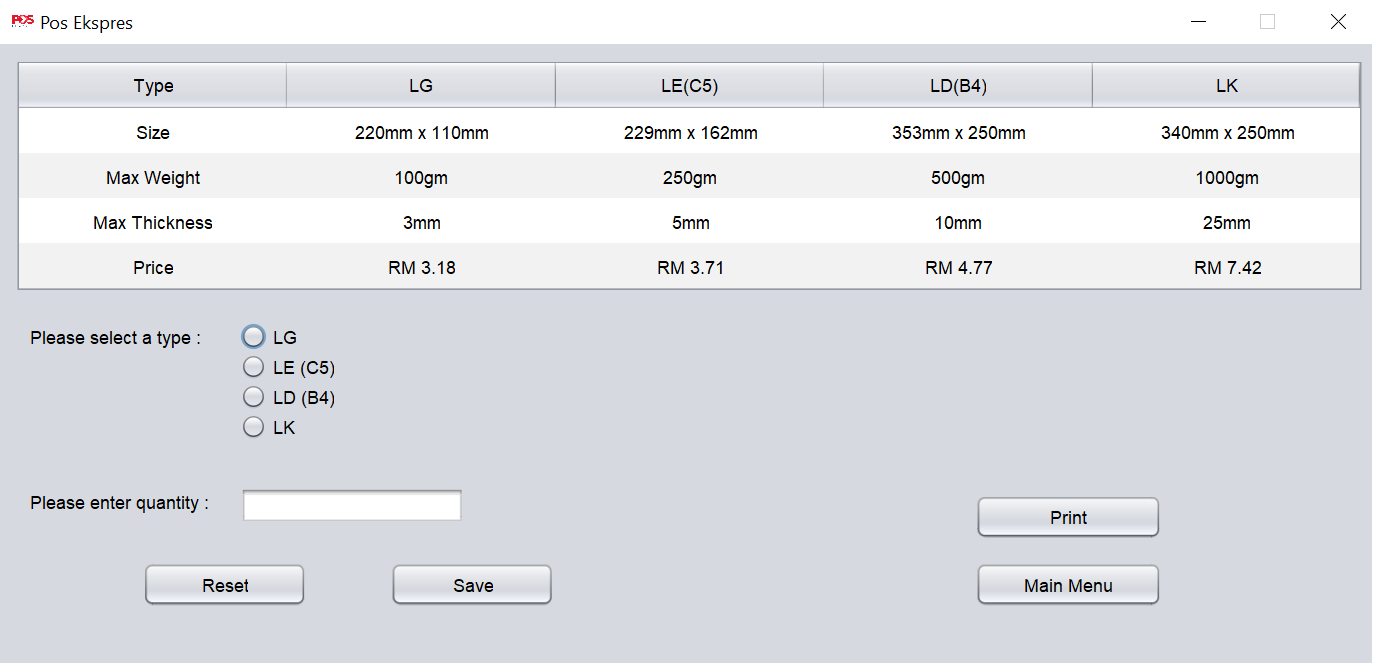 POS Pos Ekspres
Type LG LE(C5) LD(B4) LK
Size 220mm x 110mm 229mm x 162mm 353mm x 250mm 340mm x 250mm
Max Weight 100gm 250gm 500gm 1000gm
Max Thickness 3mm 5mm 10mm 25mm
Price RM 3.18 RM 3.71 RM 4.77 RM 7.42
Please select a type : LG
LE (C5)
LD (B4)
LK
Please enter quantity :
Print
Reset Save Main Menu